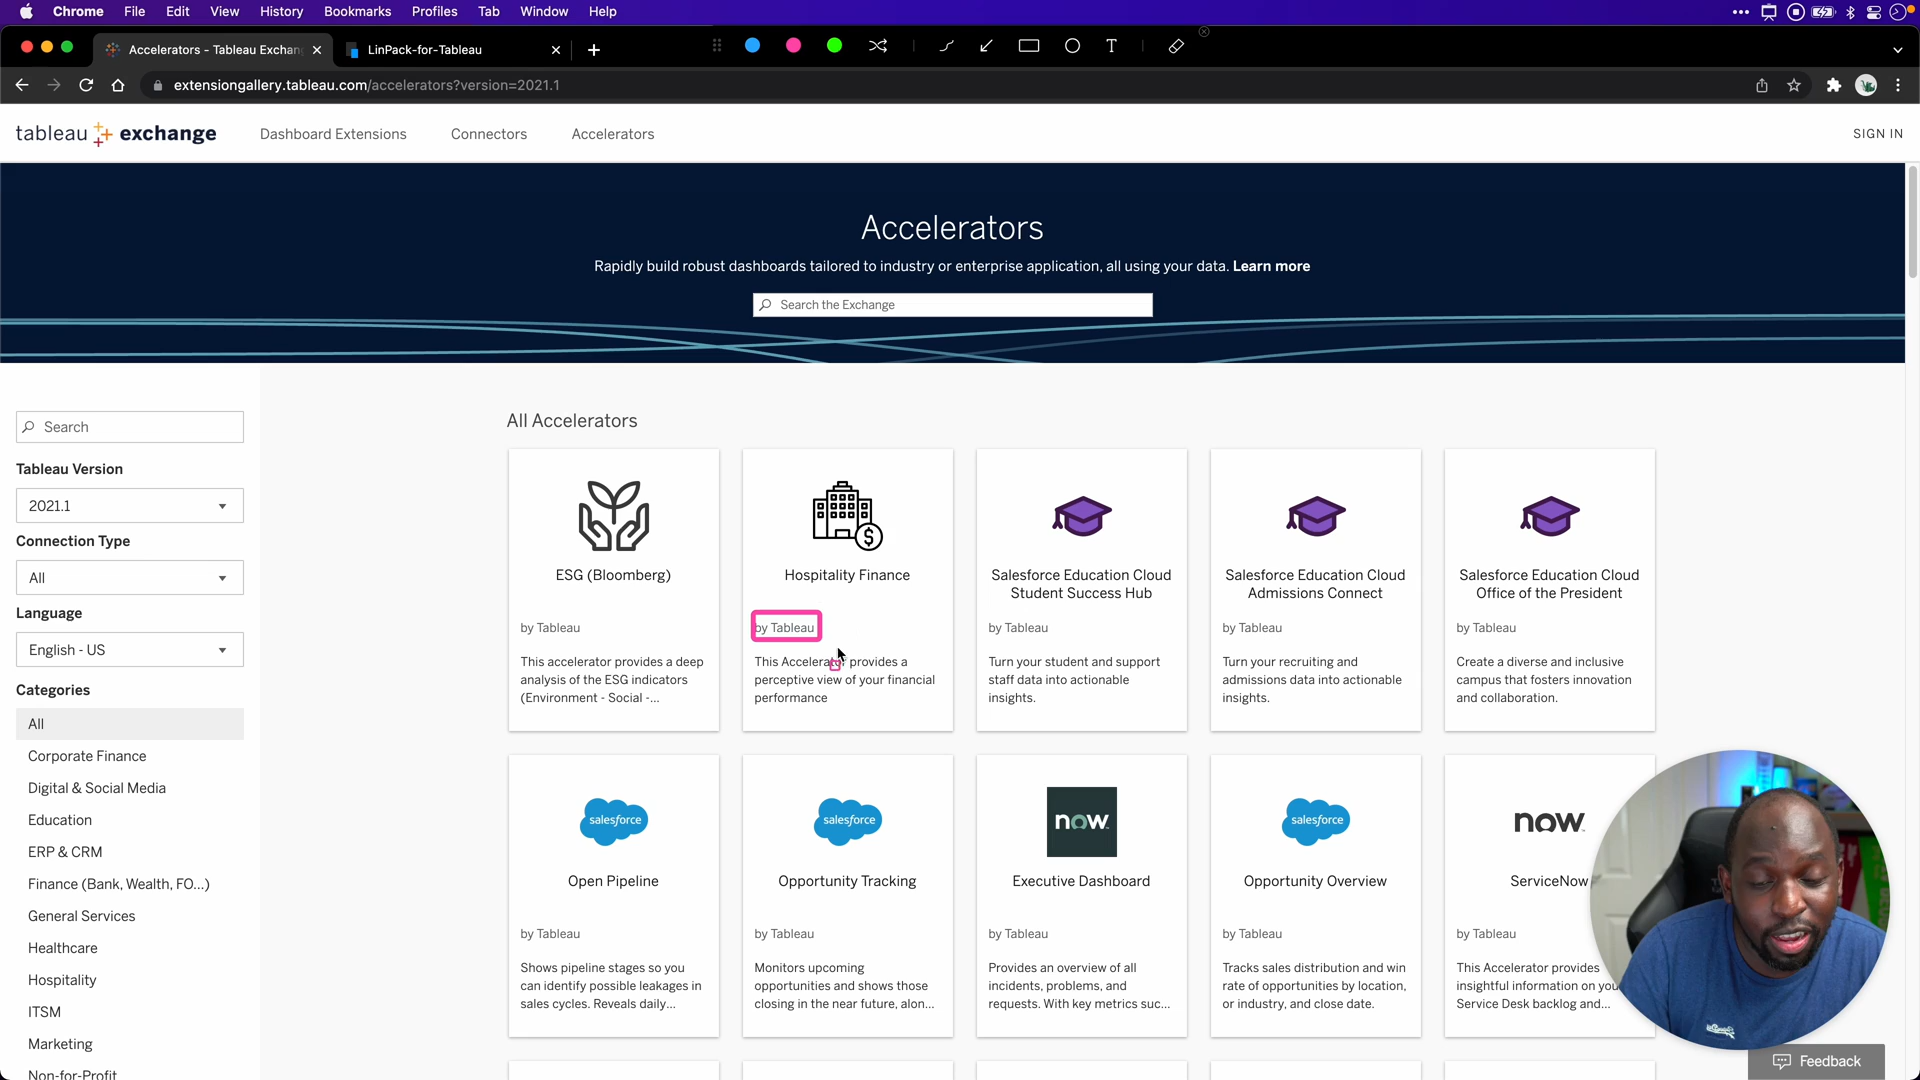 Chrome File Edit View History Bookmarks Profiles Tab Window Help
Accelerators - Tableau Exchan
LinPack-for-Tableau
T
extensiongallery.tableau.com/accelerators?version=2021.1
tableau exchange
Dashboard Extensions
Connectors
Accelerators
SIGN IN
Accelerators
Rapidly build robust dashboards tailored to industry or enterprise application, all using your data. Learn more
Search the Exchange
Search
Tableau Version
2021.1
Connection Type
All
Language
English - US
Categories
All
Corporate Finance
Digital & Social Media
Education
ERP & CRM
Finance (Bank, Wealth, FO...)
General Services
Healthcare
Hospitality
ITSM
Marketing
Non-for-Profit
All Accelerators
ESG (Bloomberg)
by Tableau
This accelerator provides a deep
analysis of the ESG indicators
(Environment - Social -...
Hospitality Finance
by Tableau
This Accelerator provides a
perceptive view of your financial
performance
Salesforce Education Cloud
Student Success Hub
by Tableau
Turn your student and support
staff data into actionable
insights.
Salesforce Education Cloud
Admissions Connect
by Tableau
Turn your recruiting and
admissions data into actionable
insights.
Salesforce Education Cloud
Office of the President
by Tableau
Create a diverse and inclusive
campus that fosters innovation
and collaboration.
salesforce
Open Pipeline
by Tableau
Shows pipeline stages so you
can identify possible leakages in
sales cycles. Reveals daily...
salesforce
Opportunity Tracking
by Tableau
Monitors upcoming
opportunities and shows those
closing in the near future, alon...
now
Executive Dashboard
by Tableau
Provides an overview of all
incidents, problems, and
requests. With key metrics suc...
salesforce
Opportunity Overview
by Tableau
Tracks sales distribution and win
rate of opportunities by location,
or industry, and close date.
now
ServiceNow
by Tableau
This Accelerator provides
insightful information on you
Service Desk backlog and...
Feedback